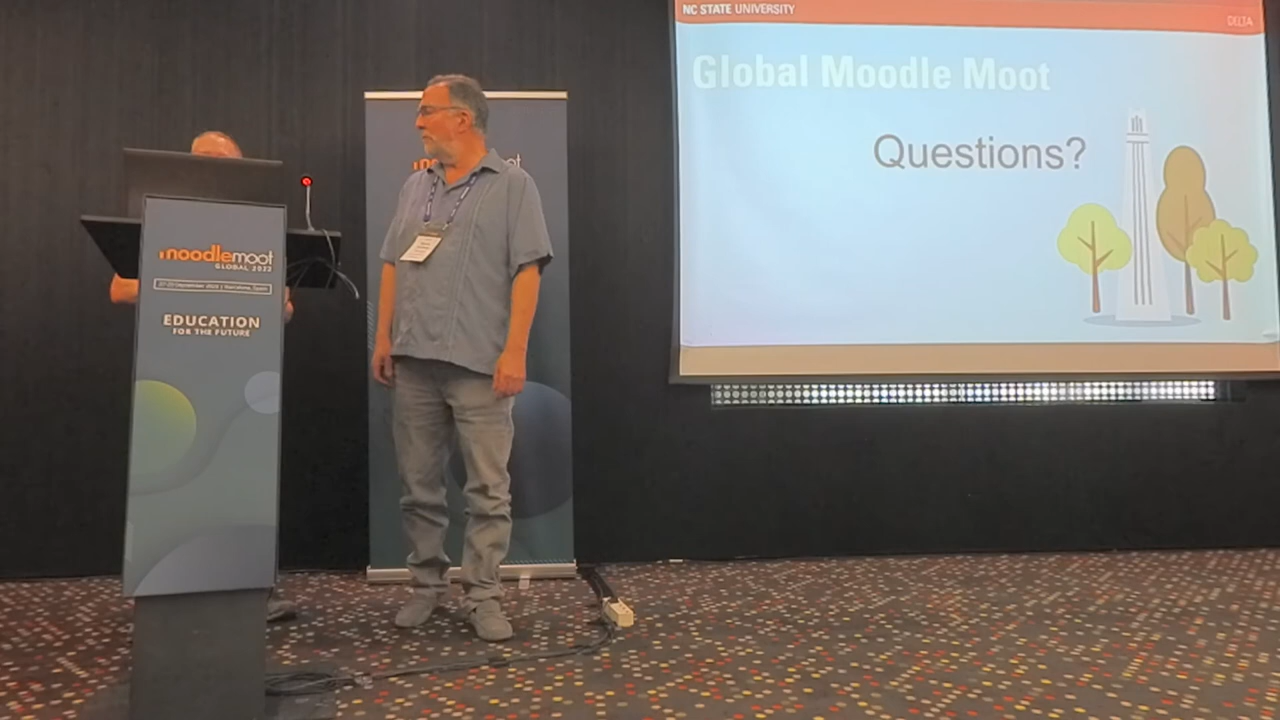 NC STATE UNIVERSITY
DELTA
Global Moodle Moot
Questions?
moodlemoot
GLOBAL 2022
EDUCATION
FOR THE FUTURE